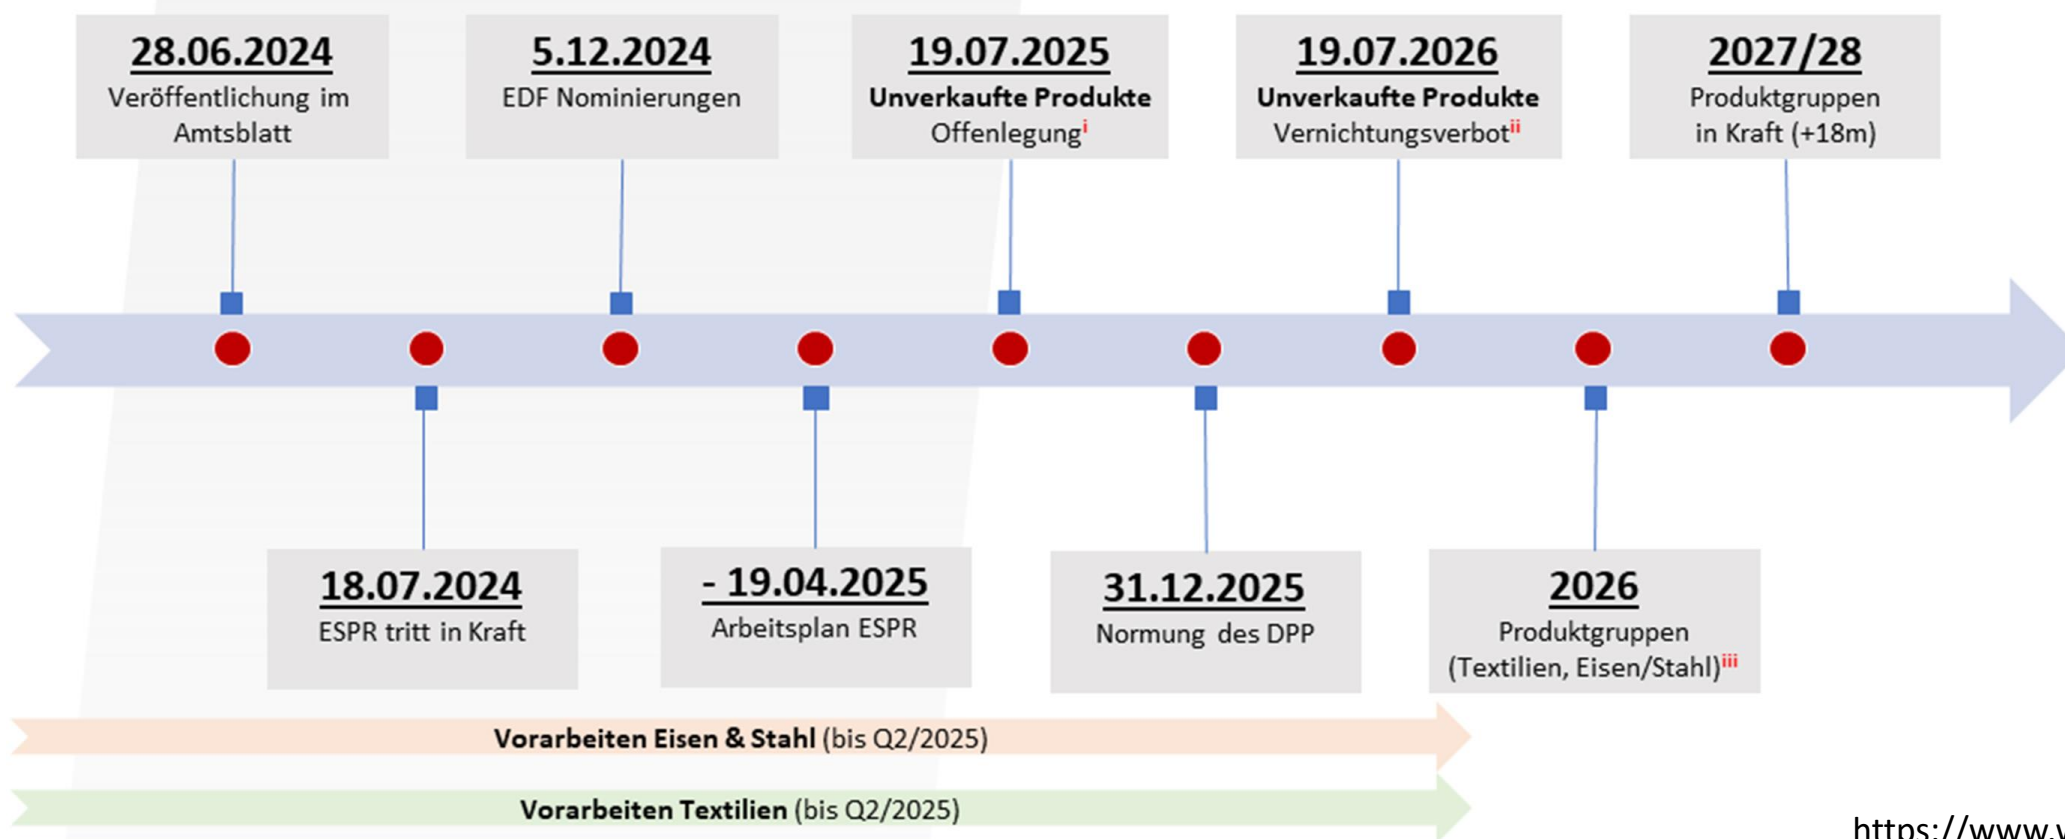 28.06.2024
Veröffentlichung im
Amtsblatt
5.12.2024
EDF Nominierungen
19.07.2025
Unverkaufte Produkte
Offenlegungⁱ
19.07.2026
Unverkaufte Produkte
Vernichtungsverbotⁱⁱ
2027/28
Produktgruppen
in Kraft (+18m)
18.07.2024
ESPR tritt in Kraft
- 19.04.2025
Arbeitsplan ESPR
31.12.2025
Normung des DPP
2026
Produktgruppen
(Textilien, Eisen/Stahl)ⁱⁱⁱ
Vorarbeiten Eisen & Stahl (bis Q2/2025)
Vorarbeiten Textilien (bis Q2/2025)